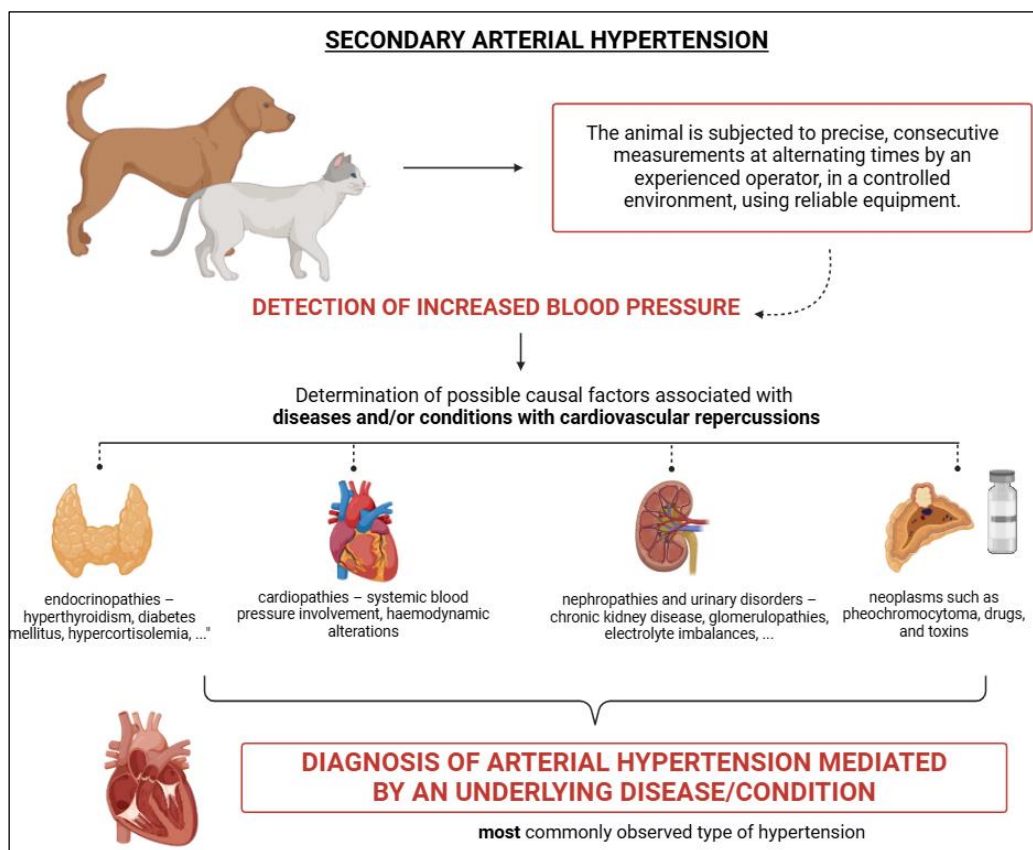 SECONDARY ARTERIAL HYPERTENSION
The animal is subjected to precise, consecutive
measurements at alternating times by an
experienced operator, in a controlled
environment, using reliable equipment.
DETECTION OF INCREASED BLOOD PRESSURE
Determination of possible causal factors associated with
diseases and/or conditions with cardiovascular repercussions
endocrinopathies –
hyperthyroidism, diabetes
mellitus, hypercortisolemia, ..."
cardiopathies – systemic blood
pressure involvement, haemodynamic
alterations
nephropathies and urinary disorders –
chronic kidney disease, glomerulopathies,
electrolyte imbalances, ...
neoplasms such as
pheochromocytoma, drugs,
and toxins
DIAGNOSIS OF ARTERIAL HYPERTENSION MEDIATED
BY AN UNDERLYING DISEASE/CONDITION
most commonly observed type of hypertension